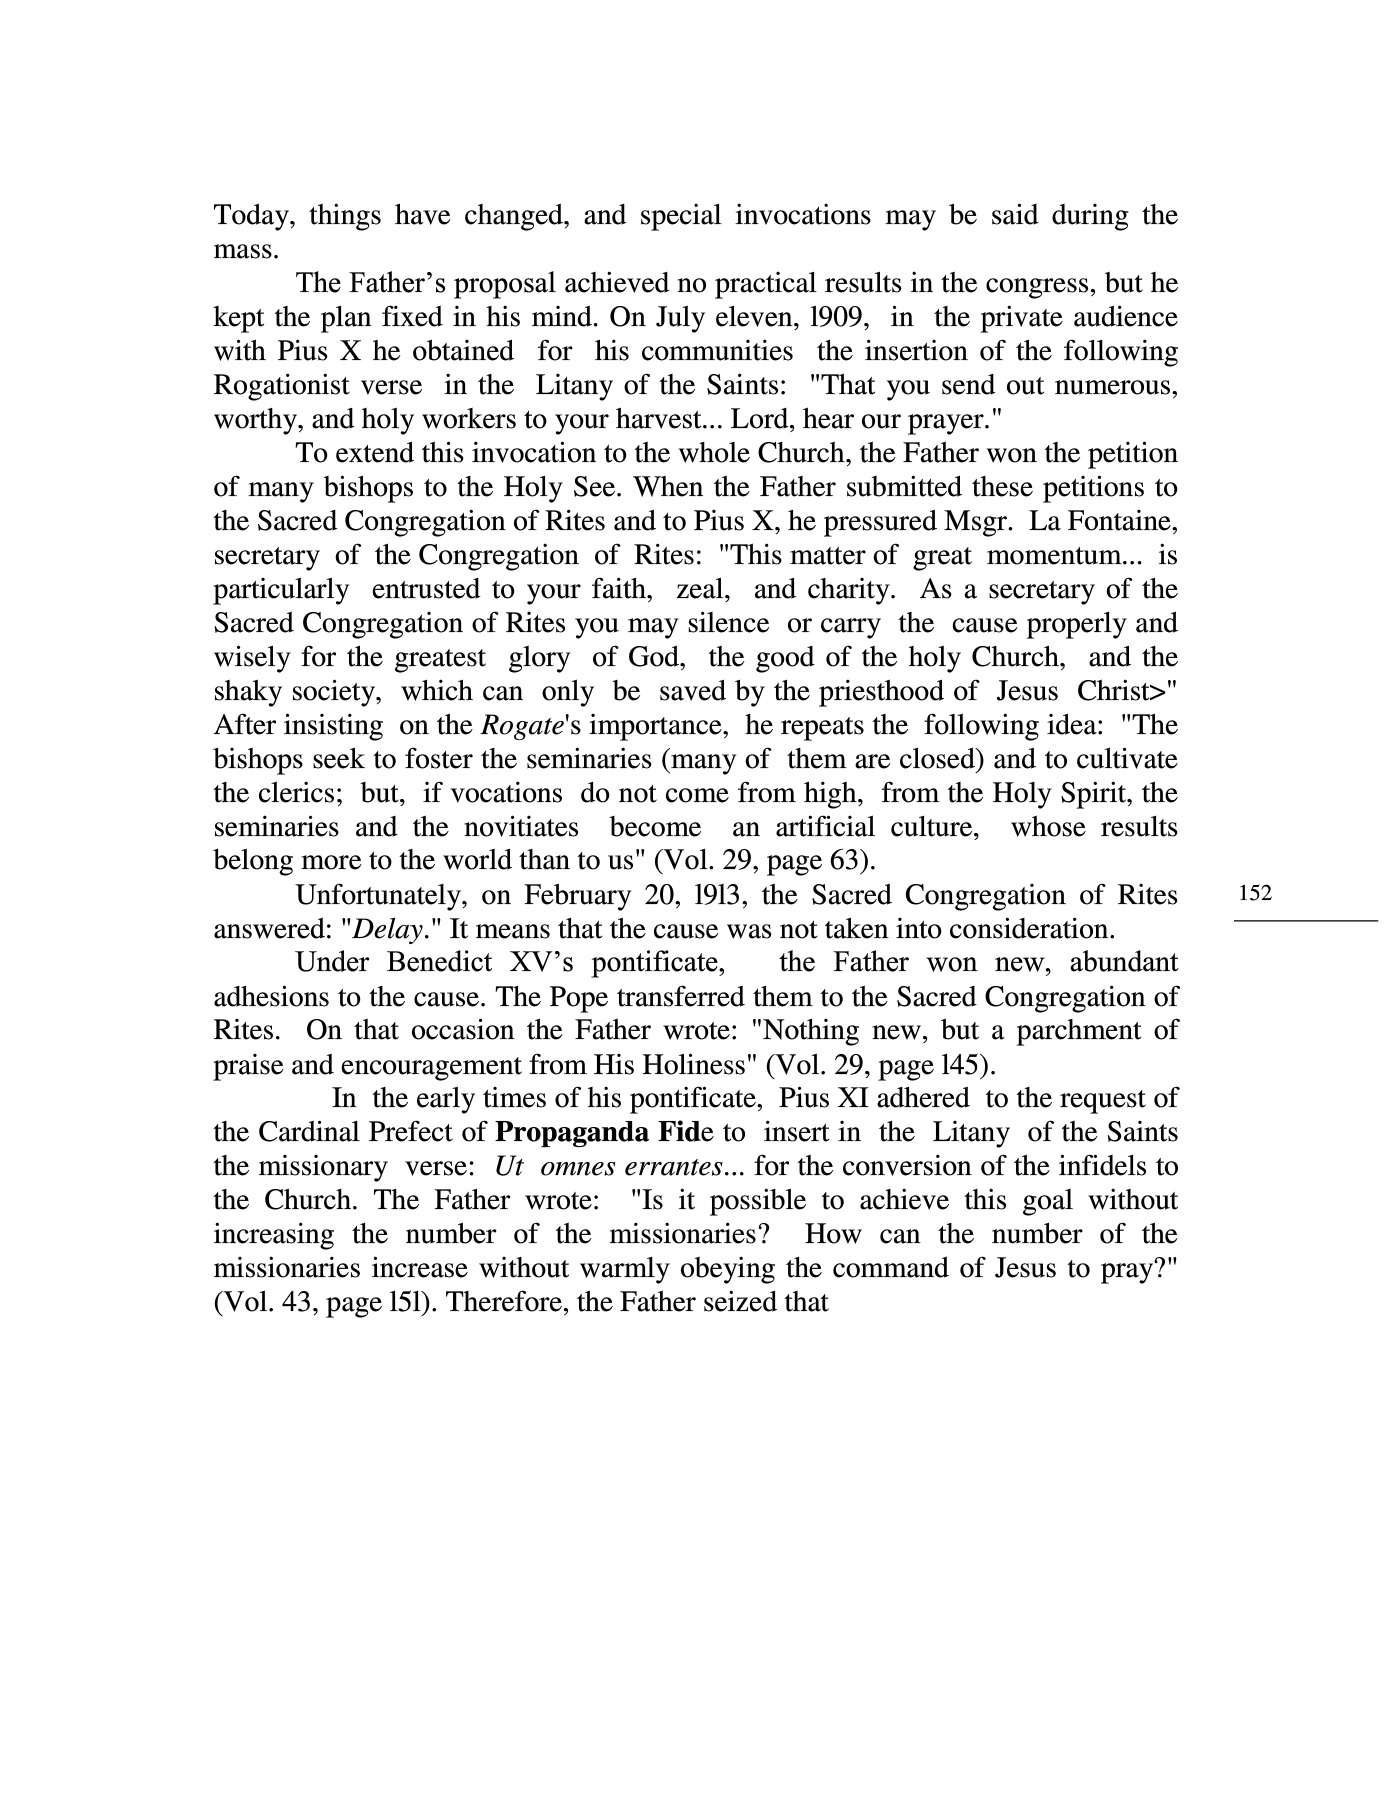 Today, things have changed, and special invocations may be said during the
mass.
The Father’s proposal achieved no practical results in the congress, but he
kept the plan fixed in his mind. On July eleven, l909, in the private audience
with Pius X he obtained for his communities the insertion of the following
Rogationist verse in the Litany of the Saints: "That you send out numerous,
worthy, and holy workers to your harvest... Lord, hear our prayer."
To extend this invocation to the whole Church, the Father won the petition
of many bishops to the Holy See. When the Father submitted these petitions to
the Sacred Congregation of Rites and to Pius X, he pressured Msgr. La Fontaine,
secretary of the Congregation of Rites: "This matter of great momentum... is
particularly entrusted to your faith, zeal, and charity. As a secretary of the
Sacred Congregation of Rites you may silence or carry the cause properly and
wisely for the greatest glory of God, the good of the holy Church, and the
shaky society, which can only be saved by the priesthood of Jesus Christ>"
After insisting on the Rogate's importance, he repeats the following idea: "The
bishops seek to foster the seminaries (many of them are closed) and to cultivate
the clerics; but, if vocations do not come from high, from the Holy Spirit, the
seminaries and the novitiates become an artificial culture, whose results
belong more to the world than to us" (Vol. 29, page 63).
Unfortunately, on February 20, l9l3, the Sacred Congregation of Rites
answered: "Delay." It means that the cause was not taken into consideration.
Under Benedict XV’s pontificate, the Father won new, abundant
adhesions to the cause. The Pope transferred them to the Sacred Congregation of
Rites. On that occasion the Father wrote: "Nothing new, but a parchment of
praise and encouragement from His Holiness" (Vol. 29, page l45).
In the early times of his pontificate, Pius XI adhered to the request of
the Cardinal Prefect of Propaganda Fide to insert in the Litany of the Saints
the missionary verse: Ut omnes errantes... for the conversion of the infidels to
the Church. The Father wrote: "Is it possible to achieve this goal without
increasing the number of the missionaries? How can the number of the
missionaries increase without warmly obeying the command of Jesus to pray?"
(Vol. 43, page l5l). Therefore, the Father seized that
152